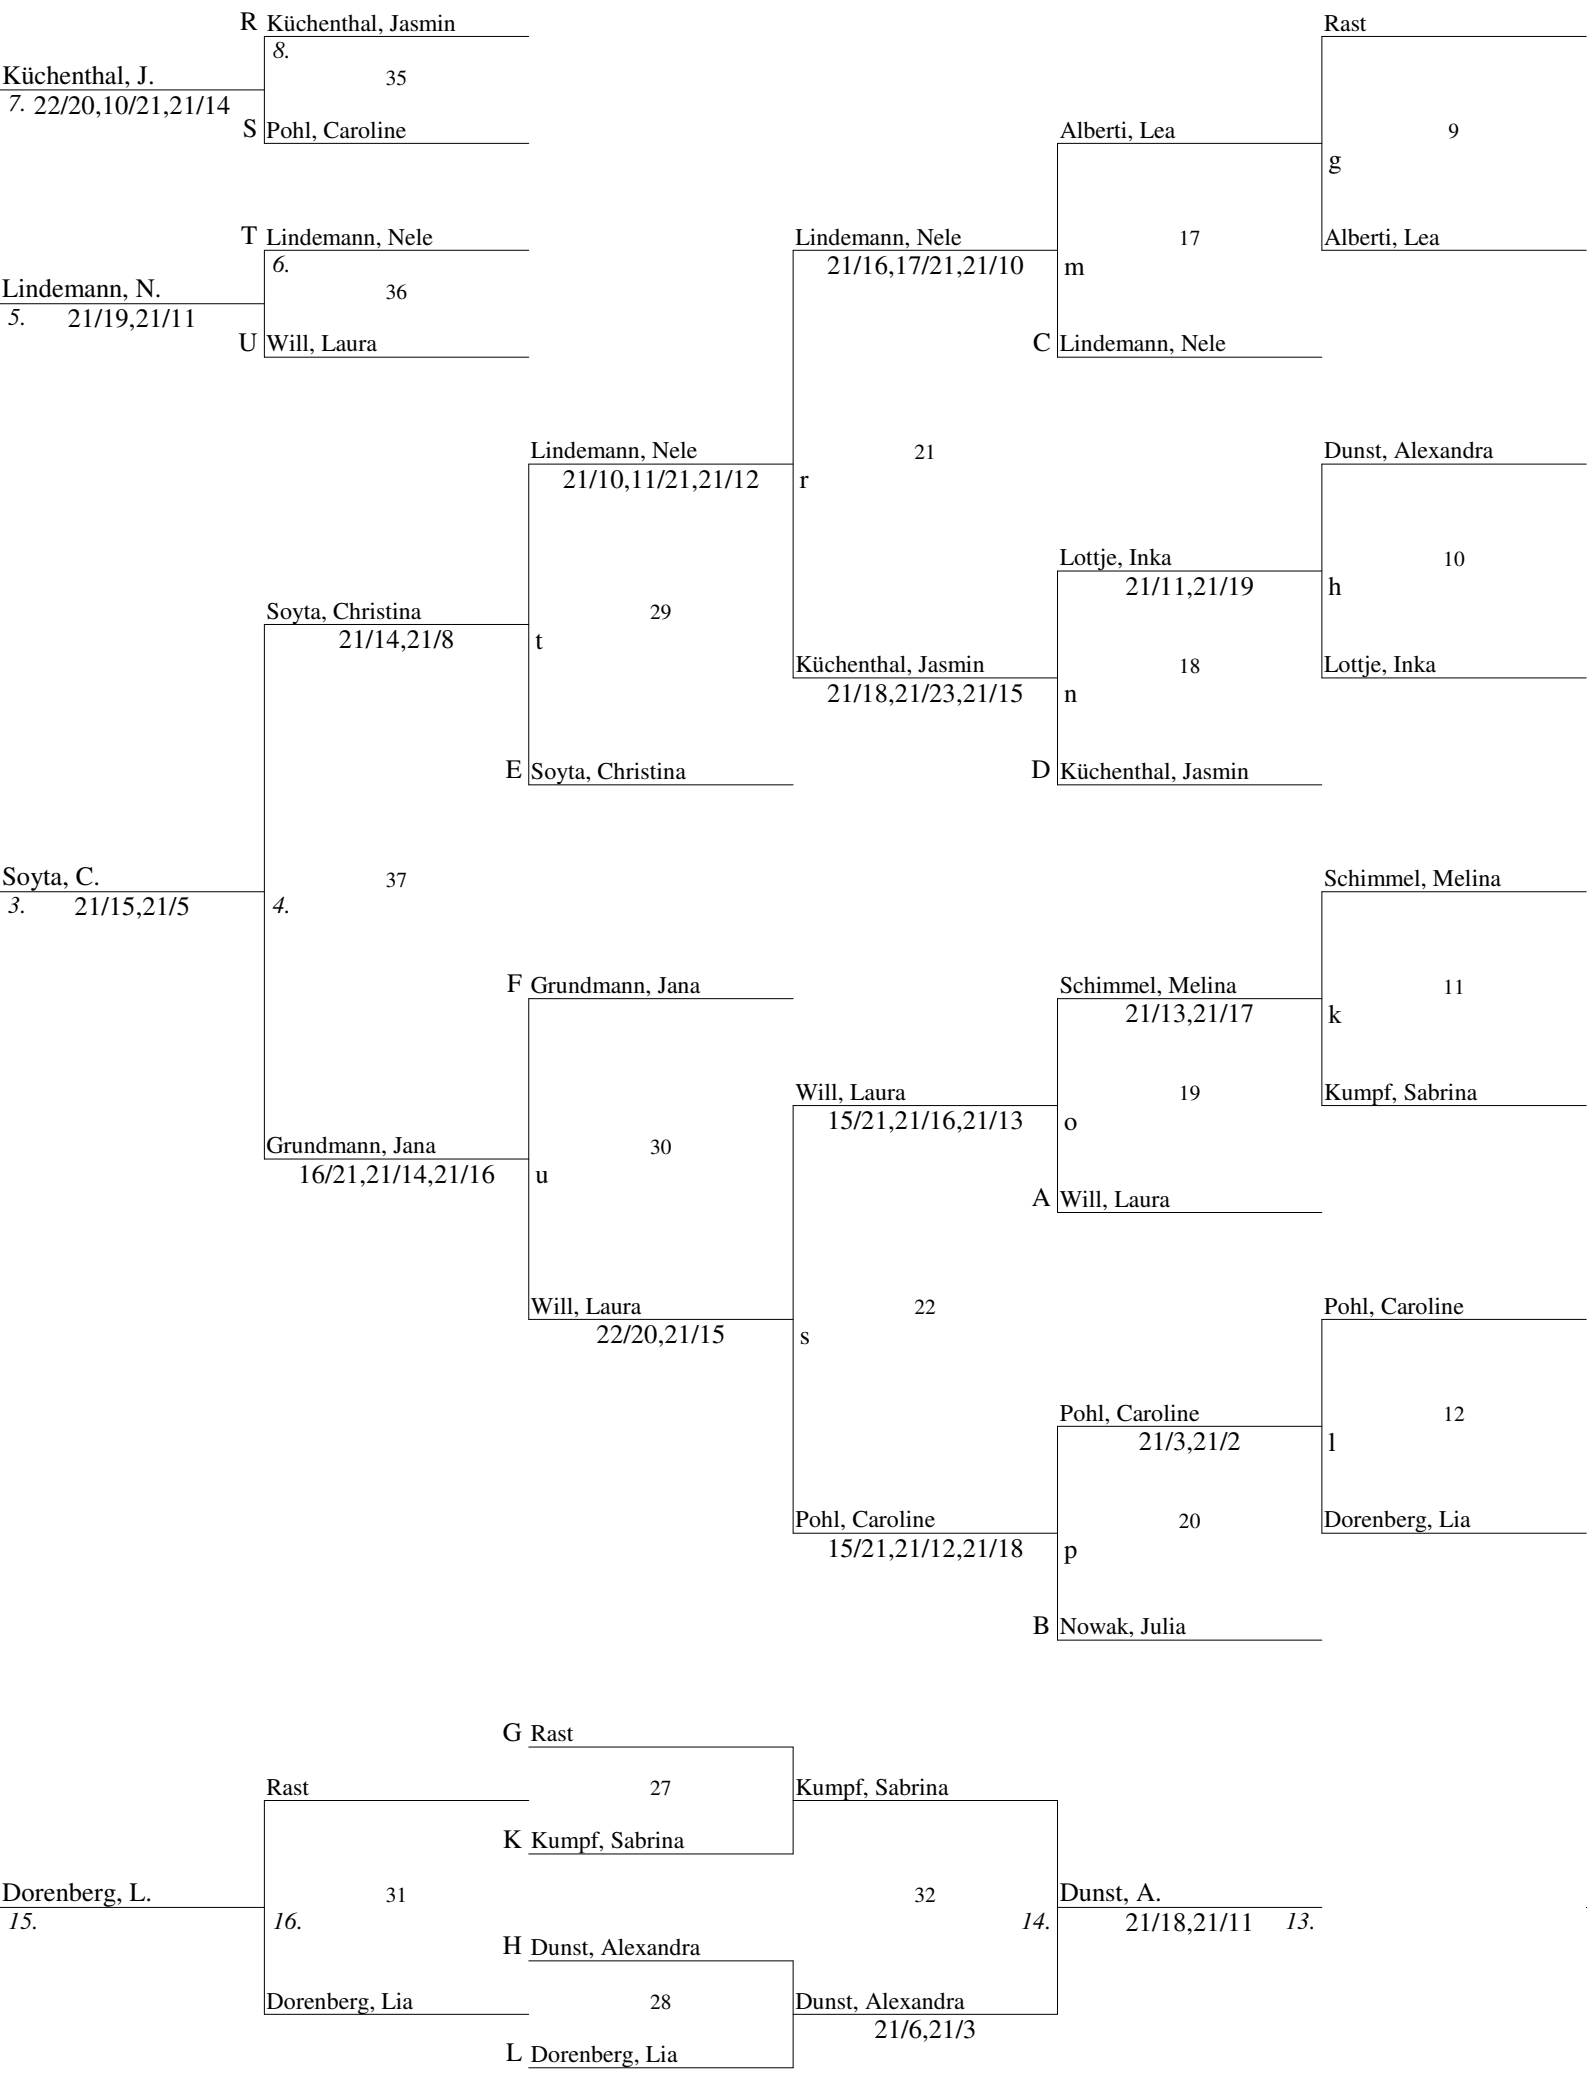 R Küchenthal, Jasmin
Rast
8.
Küchenthal, J.
35
7. 22/20,10/21,21/14
S Pohl, Caroline
Alberti, Lea
9
g
T Lindemann, Nele
Lindemann, Nele
17
Alberti, Lea
6.
21/16,17/21,21/10
m
Lindemann, N.
36
5. 21/19,21/11
U Will, Laura
C Lindemann, Nele
Lindemann, Nele
21
Dunst, Alexandra
21/10,11/21,21/12
r
Lottje, Inka
10
21/11,21/19
h
Soyta, Christina
29
21/14,21/8
t
Küchenthal, Jasmin
18
Lottje, Inka
21/18,21/23,21/15
n
E Soyta, Christina
D Küchenthal, Jasmin
Soyta, C.
37
Schimmel, Melina
3. 21/15,21/5
4.
F Grundmann, Jana
Schimmel, Melina
11
21/13,21/17
k
Will, Laura
19
Kumpf, Sabrina
15/21,21/16,21/13
o
Grundmann, Jana
30
16/21,21/14,21/16
u
A Will, Laura
Will, Laura
22
Pohl, Caroline
22/20,21/15
s
Pohl, Caroline
12
21/3,21/2
l
Pohl, Caroline
20
Dorenberg, Lia
15/21,21/12,21/18
p
B Nowak, Julia
G Rast
Rast
27
Kumpf, Sabrina
K Kumpf, Sabrina
Dorenberg, L.
31
32
Dunst, A.
15.
16.
14.
21/18,21/11 13.
H Dunst, Alexandra
Dorenberg, Lia
28
Dunst, Alexandra
21/6,21/3
L Dorenberg, Lia